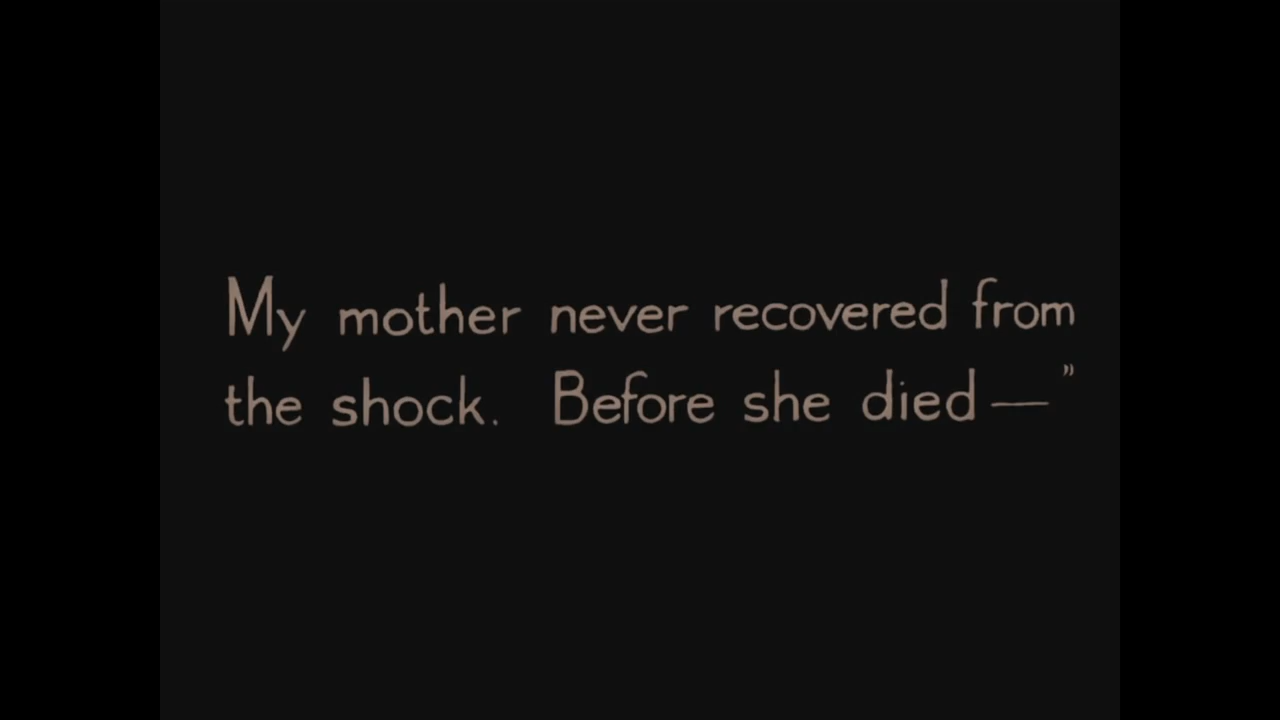 My mother never recovered from
the shock. Before she died —"